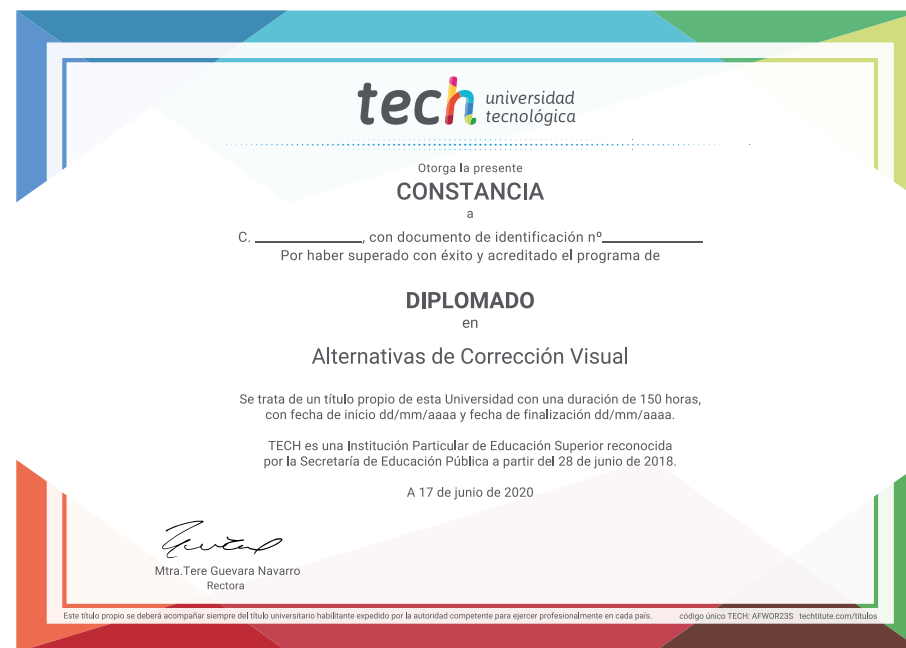 tech universidad
tecnológica
Otorga la presente
CONSTANCIA
a
C. ______________, con documento de identificación nº_____________
Por haber superado con éxito y acreditado el programa de
DIPLOMADO
en
Alternativas de Corrección Visual
Se trata de un título propio de esta Universidad con una duración de 150 horas,
con fecha de inicio dd/mm/aaaa y fecha de finalización dd/mm/aaaa.
TECH es una Institución Particular de Educación Superior reconocida
por la Secretaría de Educación Pública a partir del 28 de junio de 2018.
A 17 de junio de 2020
Mtra.Tere Guevara Navarro
Rectora
Este título propio se deberá acompañar siempre del título universitario habilitante expedido por la autoridad competente para ejercer profesionalmente en cada país. código único TECH: AFWOR23S techtitute.com/titulos